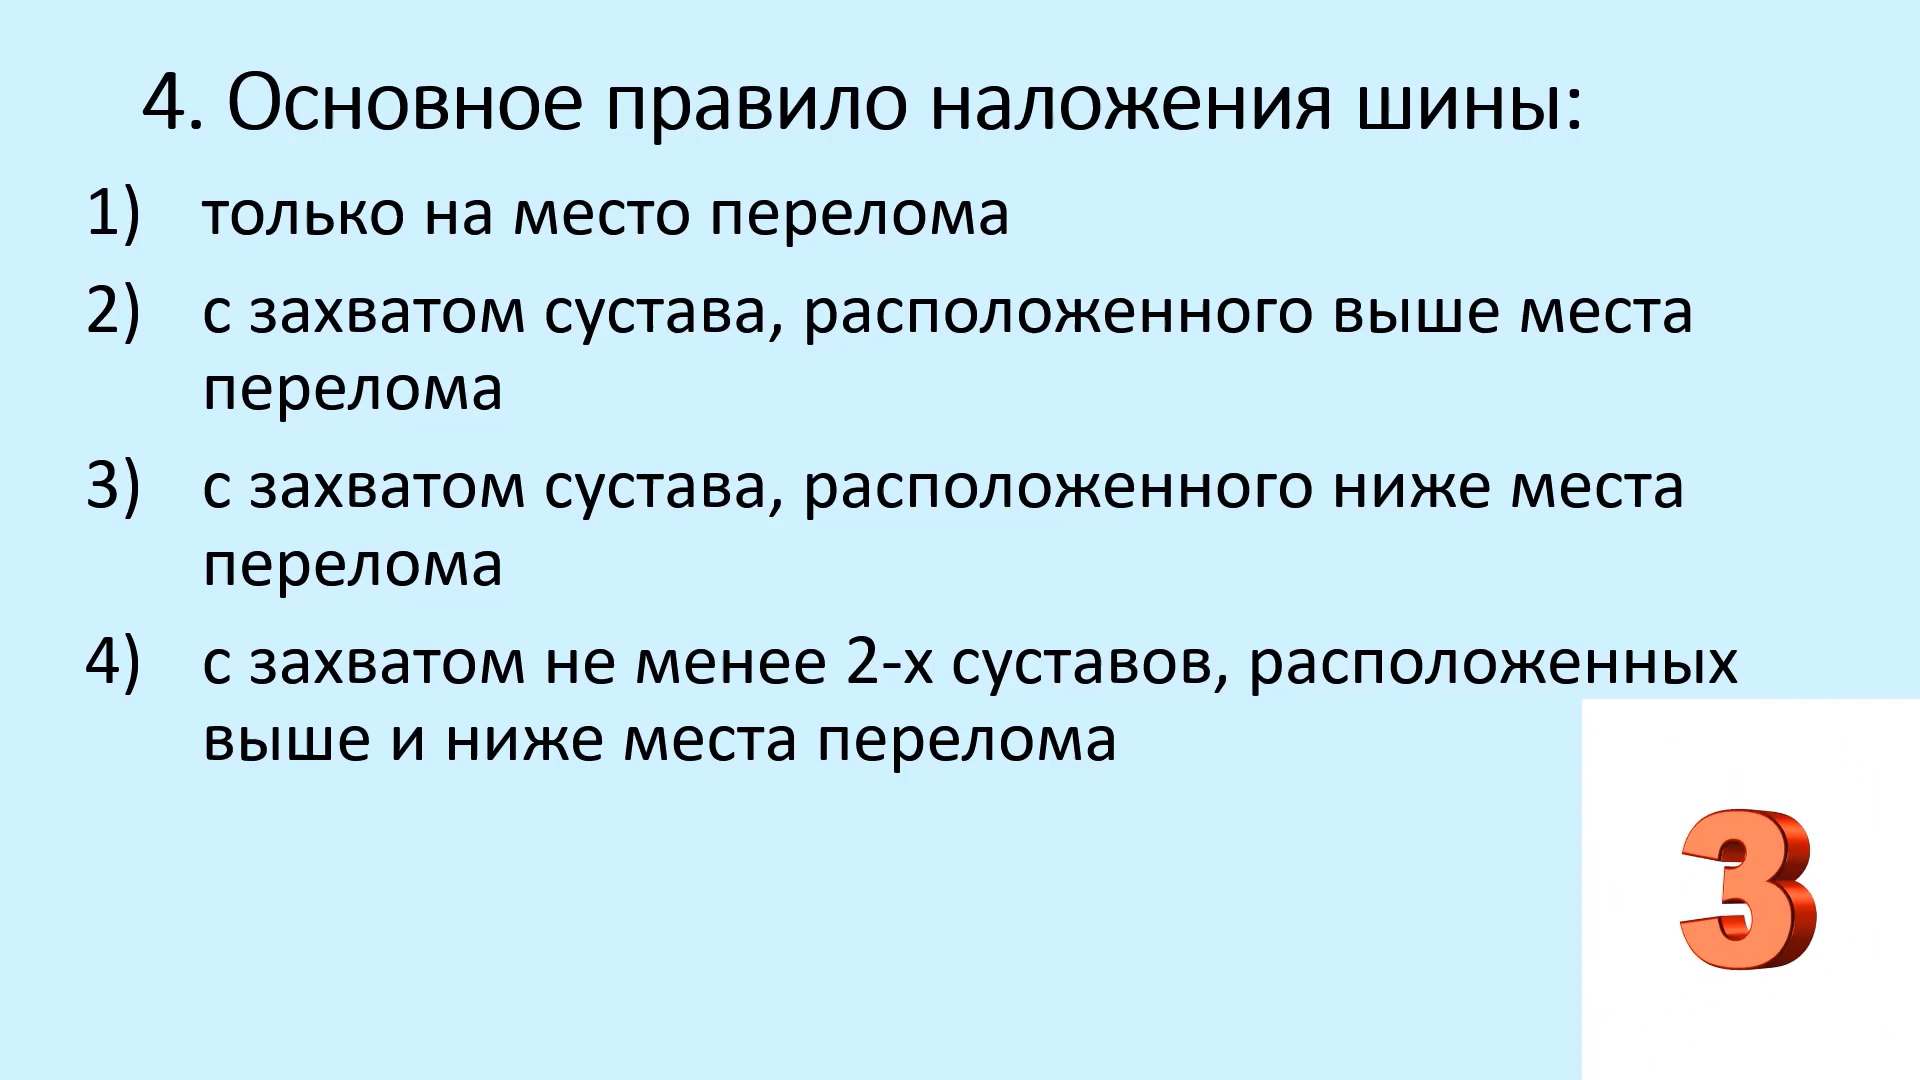 4. Основное правило наложения шины:
1) только на место перелома
2) с захватом сустава, расположенного выше места
перелома
3) с захватом сустава, расположенного ниже места
перелома
4) с захватом не менее 2-х суставов, расположенных
выше и ниже места перелома
3